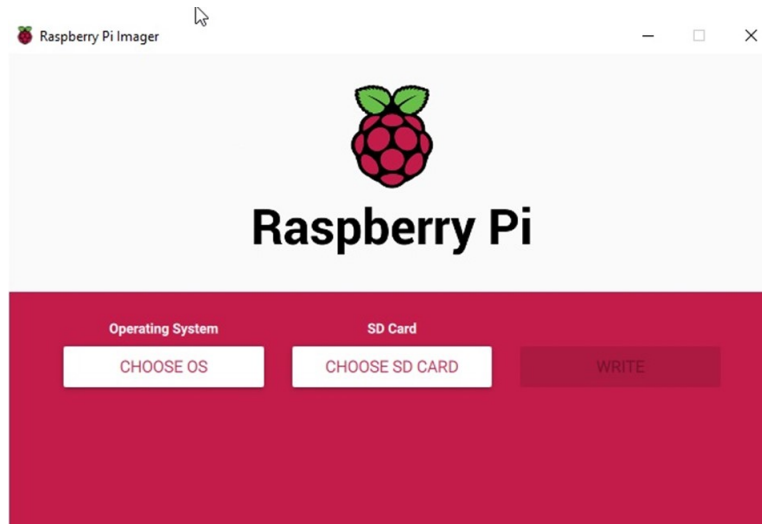 Raspberry Pi Imager
Raspberry Pi
Operating System
SD Card
CHOOSE OS
CHOOSE SD CARD
WRITE